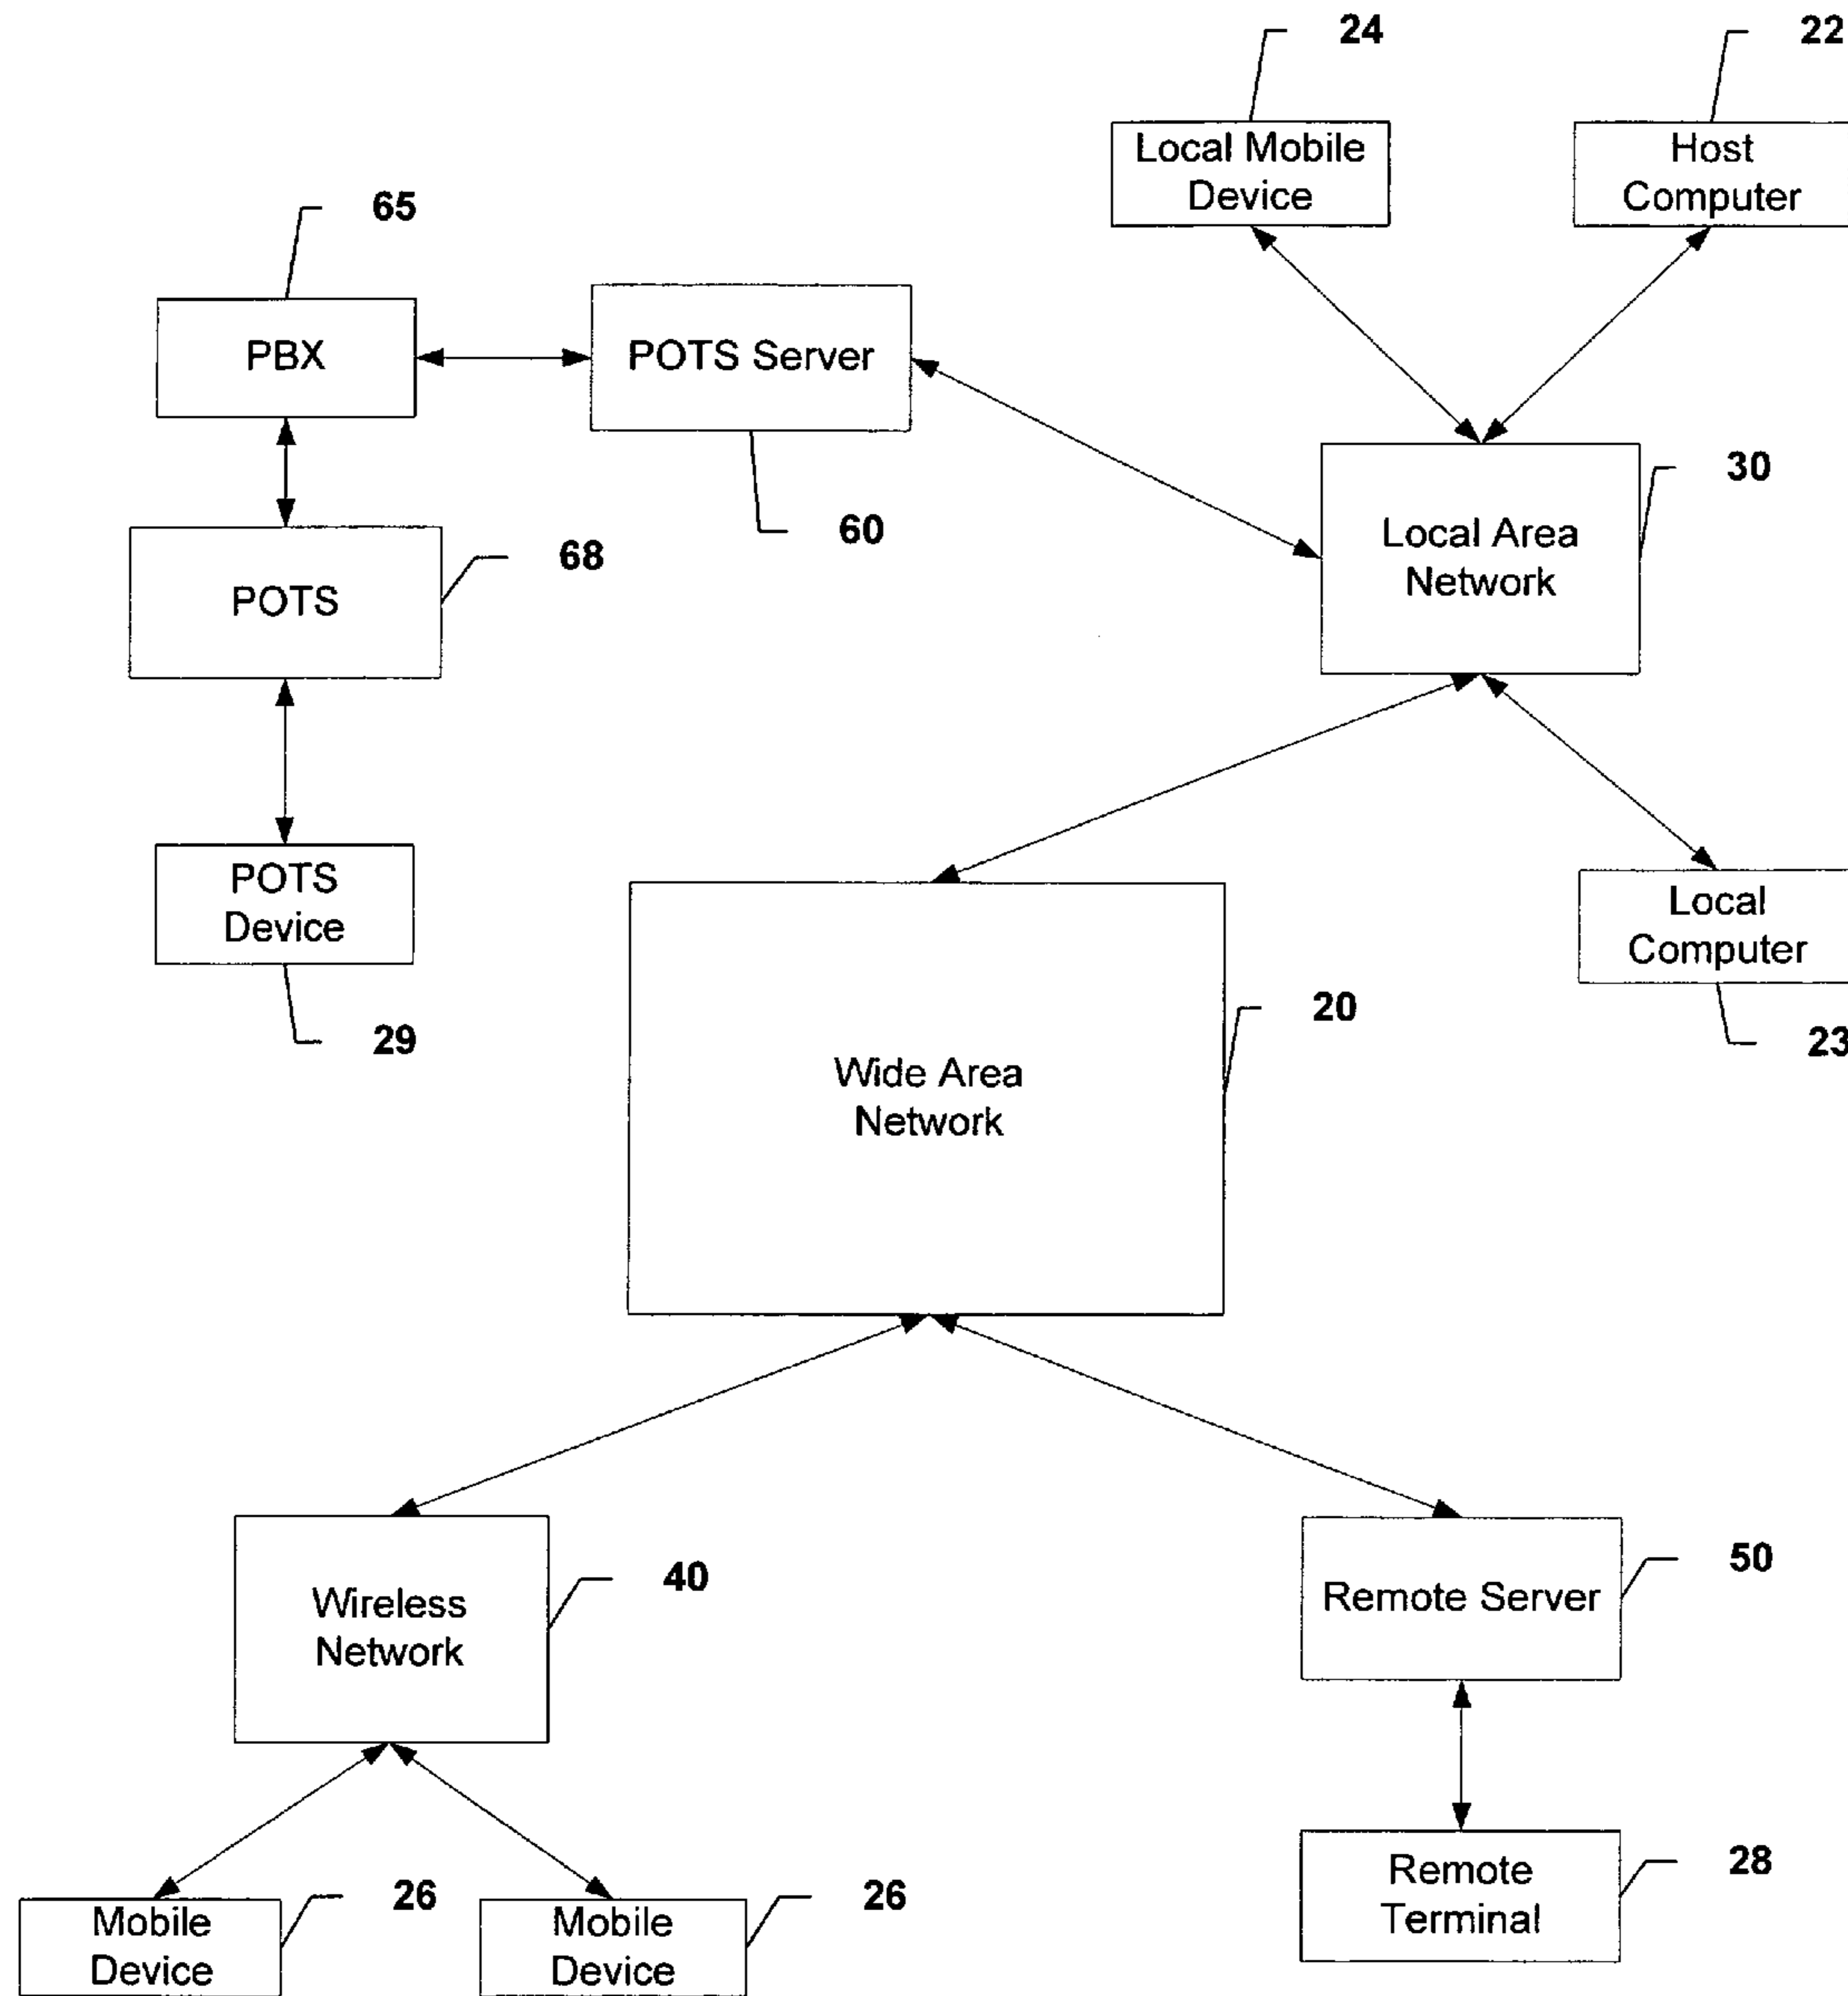 24
22
Local Mobile
Device
Host
Computer
65
PBX
POTS Server
30
60
Local Area
Network
68
POTS
POTS
Device
Local
Computer
29
20
23
Wide Area
Network
40
50
Wireless
Network
Remote Server
28
26
26
Remote
Terminal
Mobile
Device
Mobile
Device